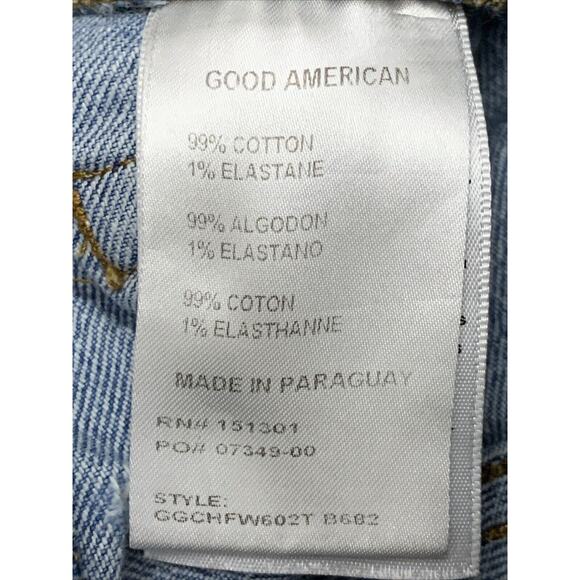 GOOD AMERICAN
99% COTTON
1% ELASTANE
99% ALGODON
1% ELASTANO
99% COTON
1% ELASTHANNE
MADE IN PARAGUAY
RN# 151301
PO# 07349-00
STYLE:
GGCHFW602T B682